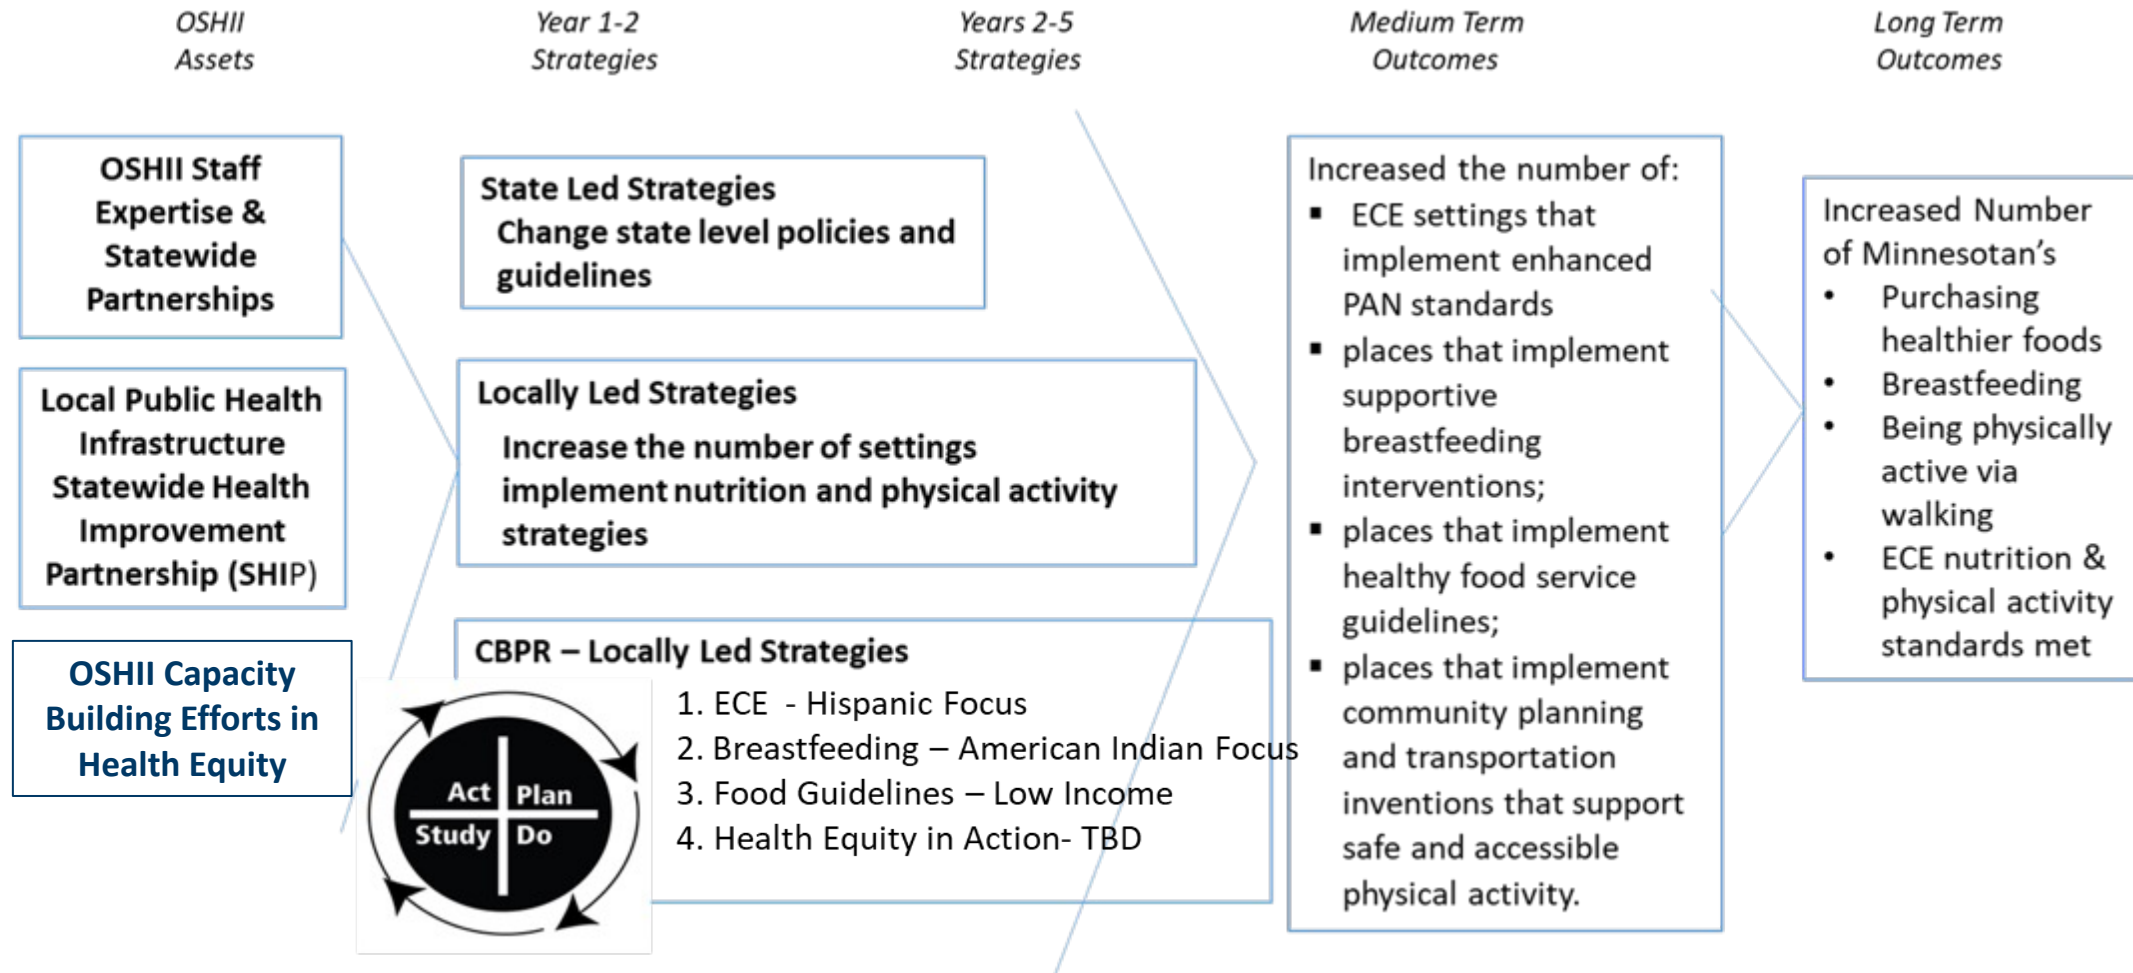 OSHII
Assets
Year 1-2
Strategies
Years 2-5
Strategies
Medium Term
Outcomes
Long Term
Outcomes
OSHII Staff
Expertise &
Statewide
Partnerships
Local Public Health
Infrastructure
Statewide Health
Improvement
Partnership (SHIP)
OSHII Capacity
Building Efforts in
Health Equity
State Led Strategies
Change state level policies and
guidelines
Locally Led Strategies
Increase the number of settings
implement nutrition and physical activity
strategies
CBPR – Locally Led Strategies
1. ECE - Hispanic Focus
2. Breastfeeding – American Indian Focus
3. Food Guidelines – Low Income
4. Health Equity in Action- TBD
Act Plan
Study Do
Increased the number of:
▪ ECE settings that
implement enhanced
PAN standards
▪ places that implement
supportive
breastfeeding
interventions;
▪ places that implement
healthy food service
guidelines;
▪ places that implement
community planning
and transportation
inventions that support
safe and accessible
physical activity.
Increased Number
of Minnesotan's
• Purchasing
healthier foods
• Breastfeeding
• Being physically
active via
walking
• ECE nutrition &
physical activity
standards met